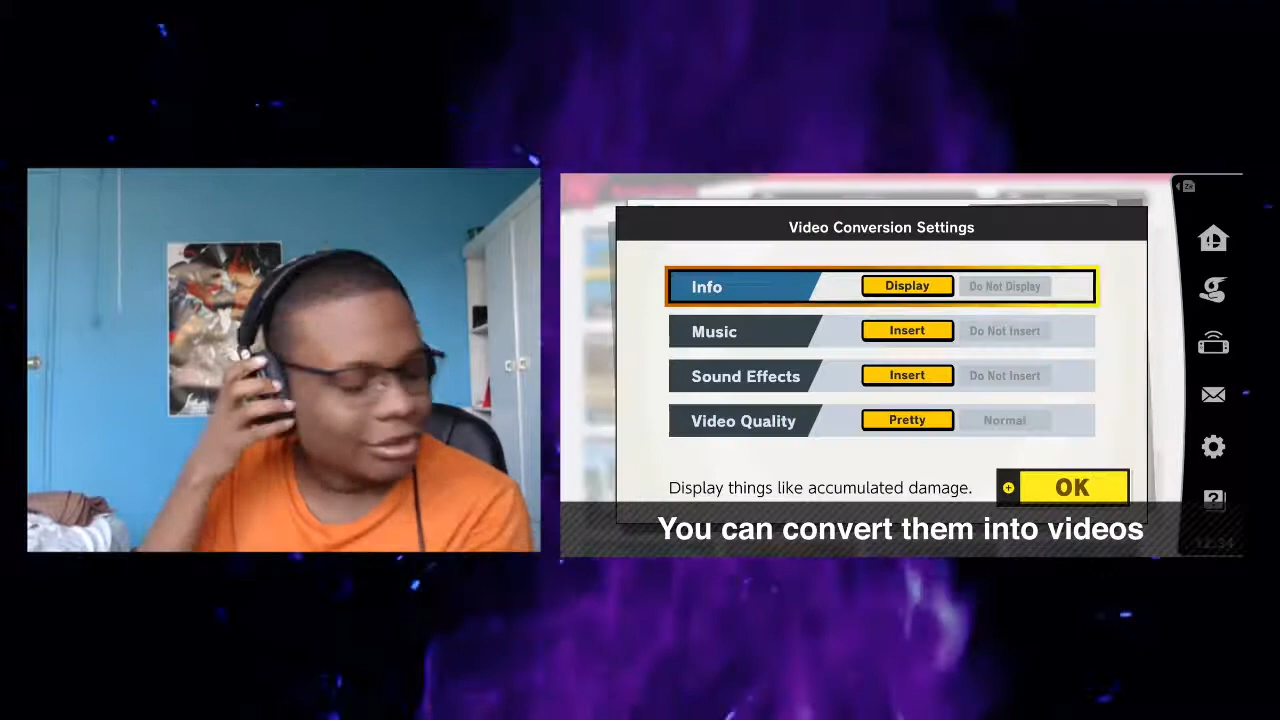 Video Conversion Settings
Info Display Do Not Display
Music Insert Do Not Insert
Sound Effects Insert Do Not Insert
Video Quality Pretty Normal
Display things like accumulated damage. + OK
You can convert them into videos